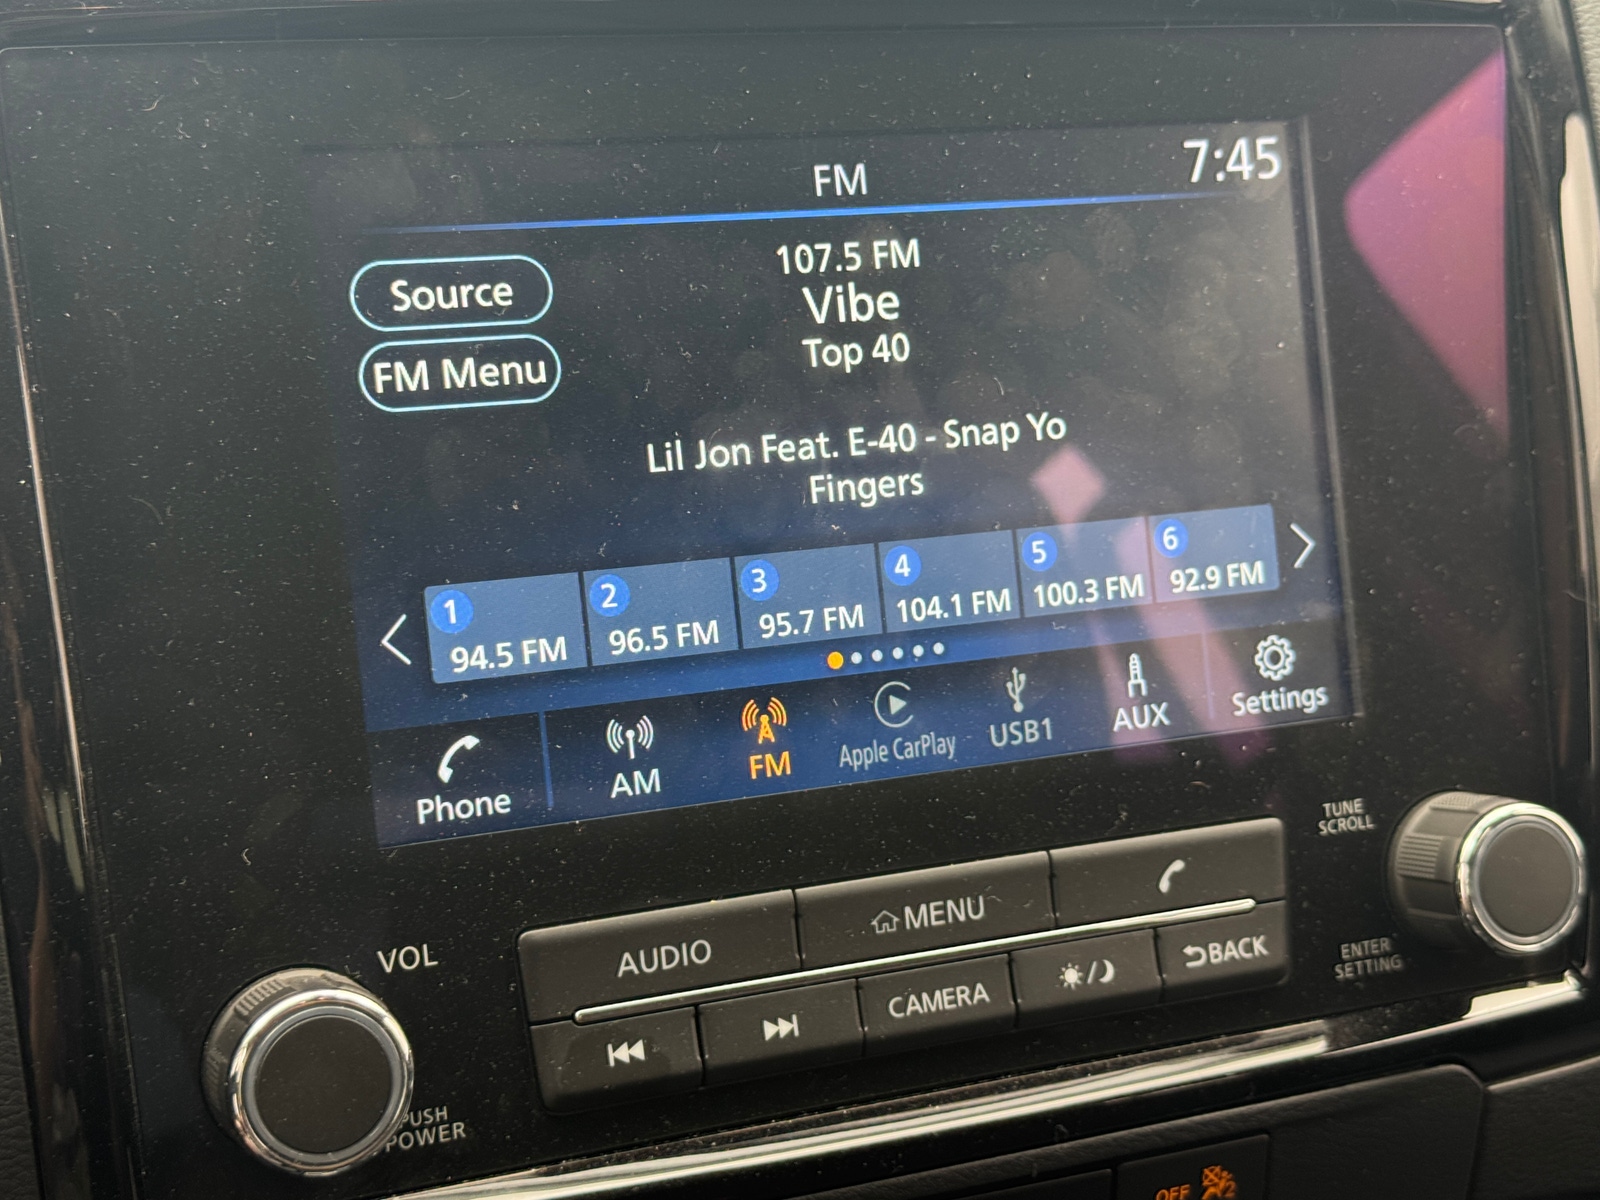 FM
7:45
107.5 FM
Source
Vibe
Top 40
FM Menu
Lil Jon Feat. E-40 - Snap Yo
Fingers
1 2 3 4 5 6
94.5 FM 96.5 FM 95.7 FM 104.1 FM 100.3 FM 92.9 FM
Phone AM FM Apple CarPlay USB1 AUX Settings
TUNE
SCROLL
VOL
AUDIO MENU
CAMERA BACK
ENTER
SETTING
PUSH
POWER
OFF 2